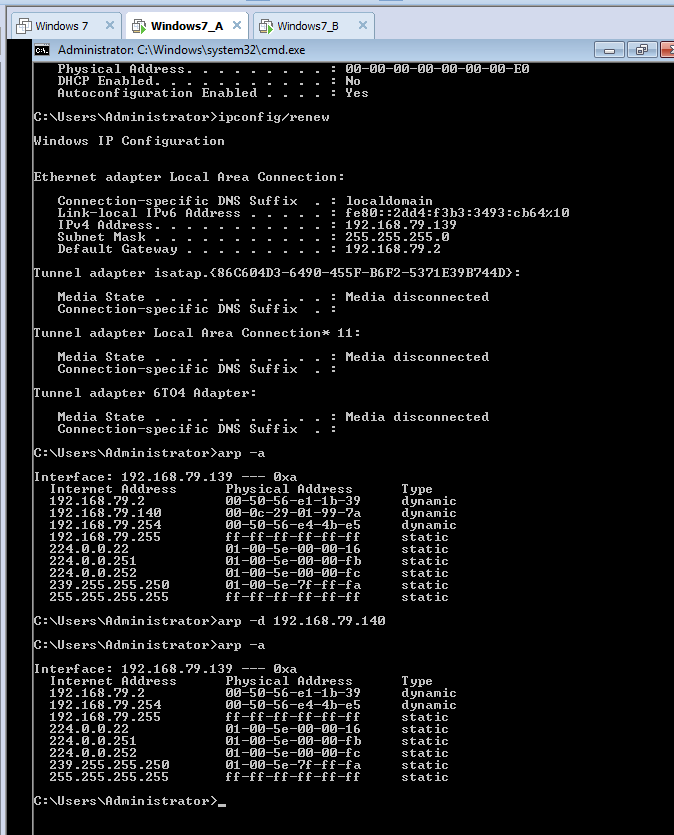 Windows 7 Windows7_A Windows7_B
Administrator: C:\Windows\system32\cmd.exe
Physical Address. . . . . . . . . : 00-00-00-00-00-00-00-E0
DHCP Enabled. . . . . . . . . . . : No
Autoconfiguration Enabled . . . . : Yes
C:\Users\Administrator>ipconfig/renew
Windows IP Configuration
Ethernet adapter Local Area Connection:
Connection-specific DNS Suffix  . : localdomain
Link-local IPv6 Address . . . . . : fe80::2dd4:f3b3:3493:cb64%10
IPv4 Address. . . . . . . . . . . : 192.168.79.139
Subnet Mask . . . . . . . . . . . : 255.255.255.0
Default Gateway . . . . . . . . . : 192.168.79.2
Tunnel adapter isatap.{86C604D3-6490-455F-B6F2-5371E39B744D}:
Media State . . . . . . . . . . . : Media disconnected
Connection-specific DNS Suffix  . :
Tunnel adapter Local Area Connection* 11:
Media State . . . . . . . . . . . : Media disconnected
Connection-specific DNS Suffix  . :
Tunnel adapter 6TO4 Adapter:
Media State . . . . . . . . . . . : Media disconnected
Connection-specific DNS Suffix  . :
C:\Users\Administrator>arp -a
Interface: 192.168.79.139 --- 0xa
Internet Address      Physical Address      Type
192.168.79.2          00-50-56-e1-1b-39     dynamic
192.168.79.140        00-0c-29-01-99-7a     dynamic
192.168.79.254        00-50-56-e4-4b-e5     dynamic
192.168.79.255        ff-ff-ff-ff-ff-ff     static
224.0.0.22            01-00-5e-00-00-16     static
224.0.0.251           01-00-5e-00-00-fb     static
224.0.0.252           01-00-5e-00-00-fc     static
239.255.255.250       01-00-5e-7f-ff-fa     static
255.255.255.255       ff-ff-ff-ff-ff-ff     static
C:\Users\Administrator>arp -d 192.168.79.140
C:\Users\Administrator>arp -a
Interface: 192.168.79.139 --- 0xa
Internet Address      Physical Address      Type
192.168.79.2          00-50-56-e1-1b-39     dynamic
192.168.79.254        00-50-56-e4-4b-e5     dynamic
192.168.79.255        ff-ff-ff-ff-ff-ff     static
224.0.0.22            01-00-5e-00-00-16     static
224.0.0.251           01-00-5e-00-00-fb     static
224.0.0.252           01-00-5e-00-00-fc     static
239.255.255.250       01-00-5e-7f-ff-fa     static
255.255.255.255       ff-ff-ff-ff-ff-ff     static
C:\Users\Administrator>_